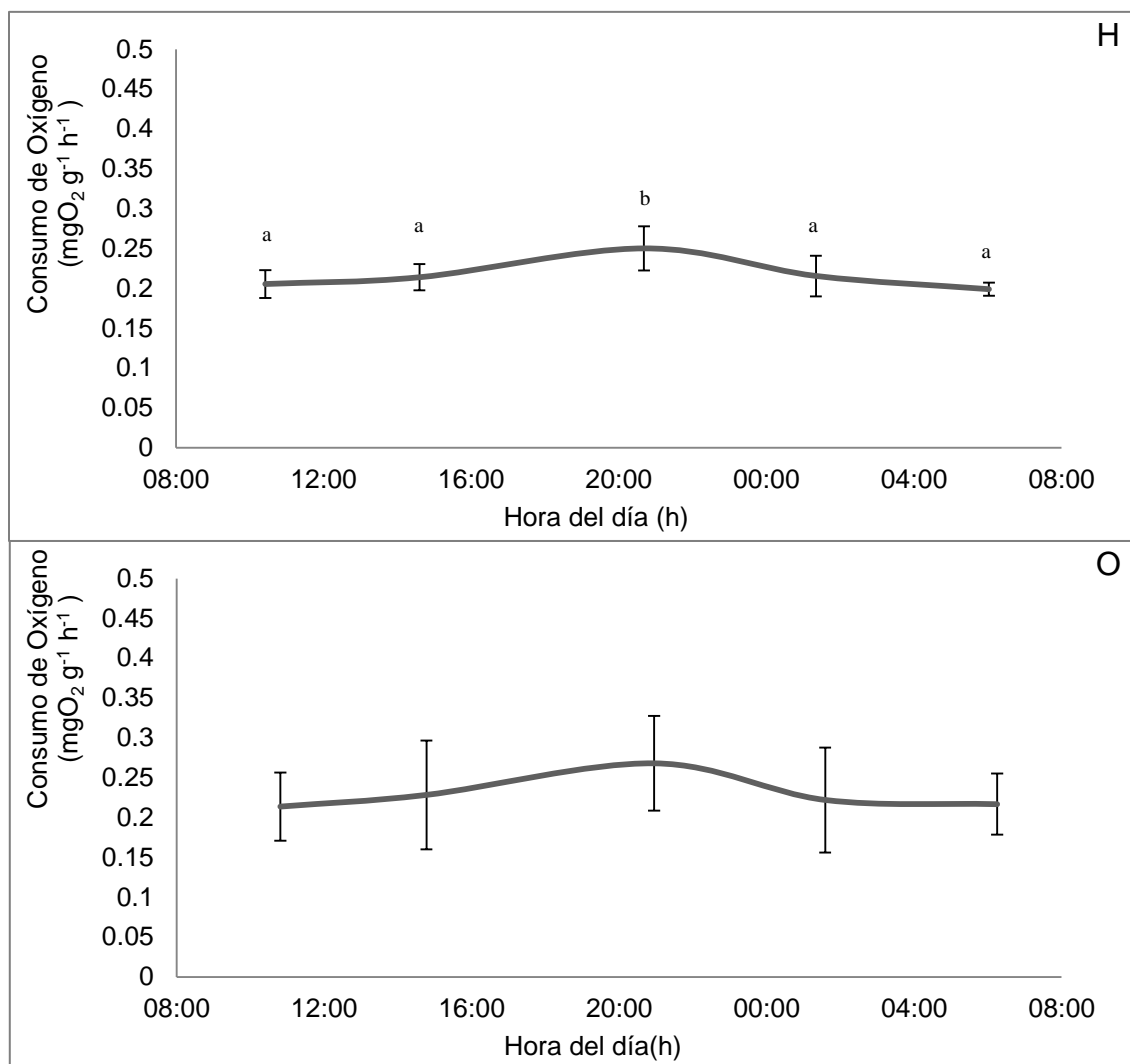 H
Consumo de Oxígeno
(mgO₂ g⁻¹ h⁻¹ )
0.5
0.45
0.4
0.35
0.3
0.25
0.2
0.15
0.1
0.05
0
a
a
b
a
a
08:00 12:00 16:00 20:00 00:00 04:00 08:00
Hora del día (h)
O
Consumo de Oxígeno
(mgO₂ g⁻¹ h⁻¹ )
0.5
0.45
0.4
0.35
0.3
0.25
0.2
0.15
0.1
0.05
0
08:00 12:00 16:00 20:00 00:00 04:00 08:00
Hora del día(h)